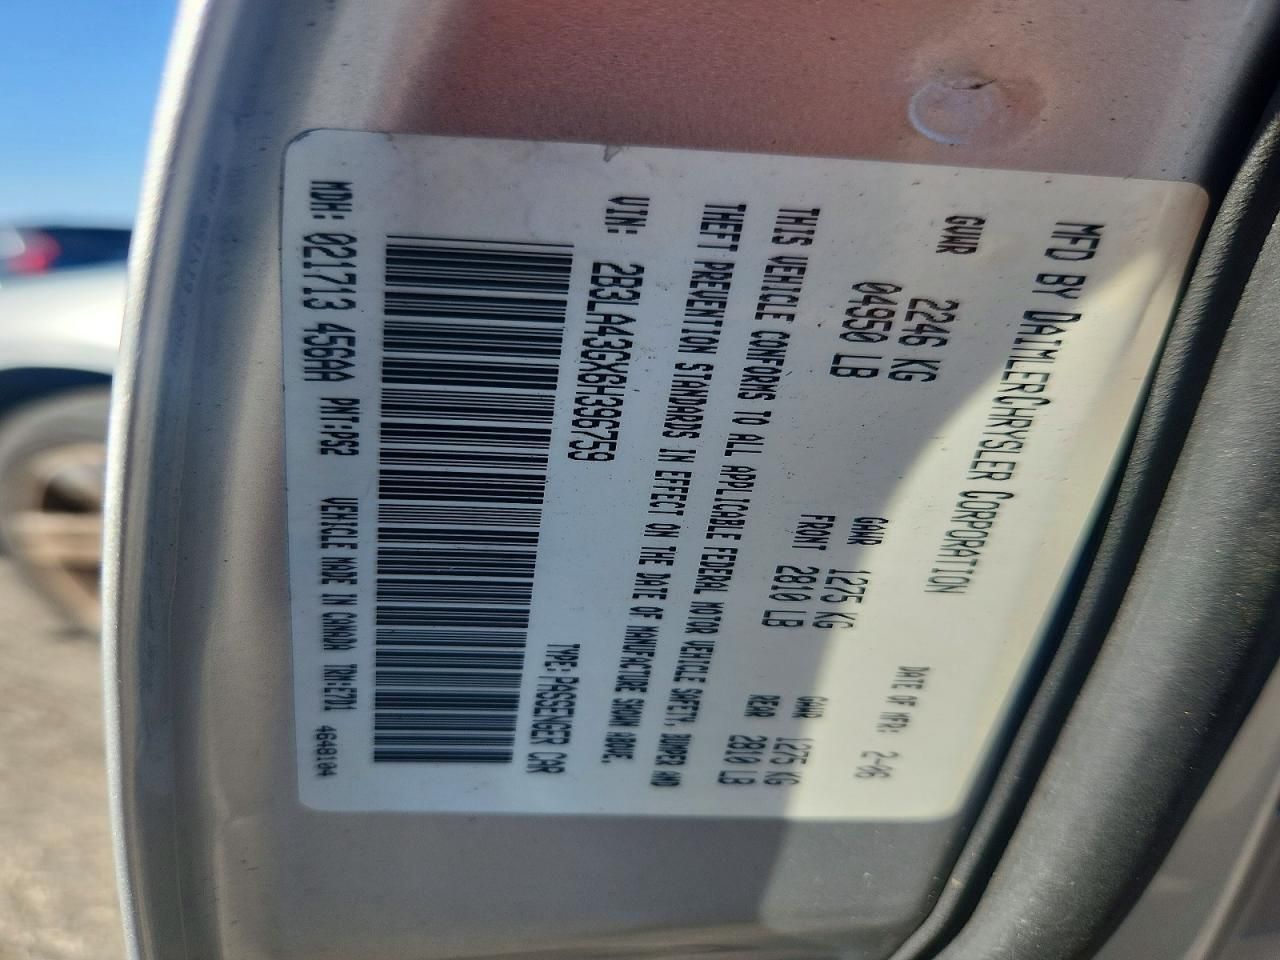 MFD BY DAIMLERCHRYSLER CORPORATION
DATE OF MFR: 2-06
GVWR
2246 KG
04950 LB
GAWR FRONT
1275 KG
2810 LB
GAWR REAR
1275 KG
2810 LB
THIS VEHICLE CONFORMS TO ALL APPLICABLE FEDERAL MOTOR VEHICLE SAFETY, BUMPER AND
THEFT PREVENTION STANDARDS IN EFFECT ON THE DATE OF MANUFACTURE SHOWN ABOVE.
VIN: 2B3LA43GX6H396759
TYPE: PASSENGER CAR
MDH: 021713 456AA PNT:PS2 VEHICLE MADE IN CANADA TRM:E7D1 4648104